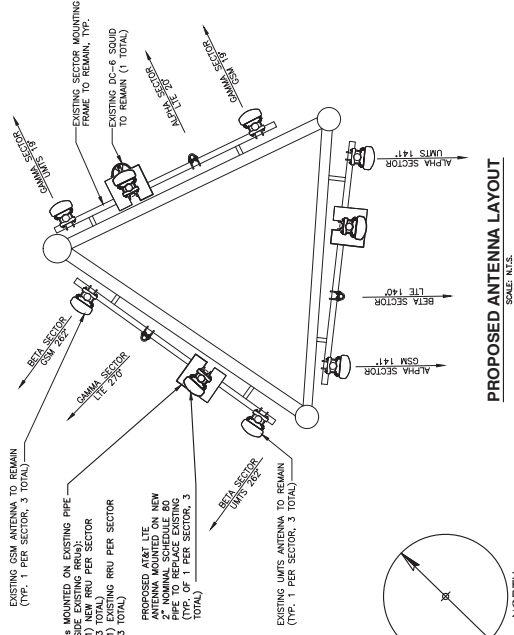 EXISTING SECTOR MOUNTING
FRAME TO REMAIN, TYP.
EXISTING DC-6 SQUID
TO REMAIN (1 TOTAL)
GAMMA SECTOR
UMTS 19°
ALPHA SECTOR
LTE 20°
GAMMA SECTOR
GSM 19°
BETA SECTOR
GSM 262°
GAMMA SECTOR
LTE 270°
BETA SECTOR
UMTS 262°
ALPHA SECTOR
UMTS 141°
BETA SECTOR
LTE 140°
ALPHA SECTOR
GSM 141°
EXISTING GSM ANTENNA TO REMAIN
(TYP. 1 PER SECTOR, 3 TOTAL)
s MOUNTED ON EXISTING PIPE
SIDE EXISTING RRUs):
1) NEW RRU PER SECTOR
3 TOTAL)
1) EXISTING RRU PER SECTOR
3 TOTAL)
PROPOSED AT&T LTE
ANTENNA MOUNTED ON NEW
2" NOMINAL SCHEDULE 80
PIPE TO REPLACE EXISTING
(TYP. OF 1 PER SECTOR, 3
TOTAL)
EXISTING UMTS ANTENNA TO REMAIN
(TYP. 1 PER SECTOR, 3 TOTAL)
PROPOSED ANTENNA LAYOUT
SCALE: N.T.S.
NORTH